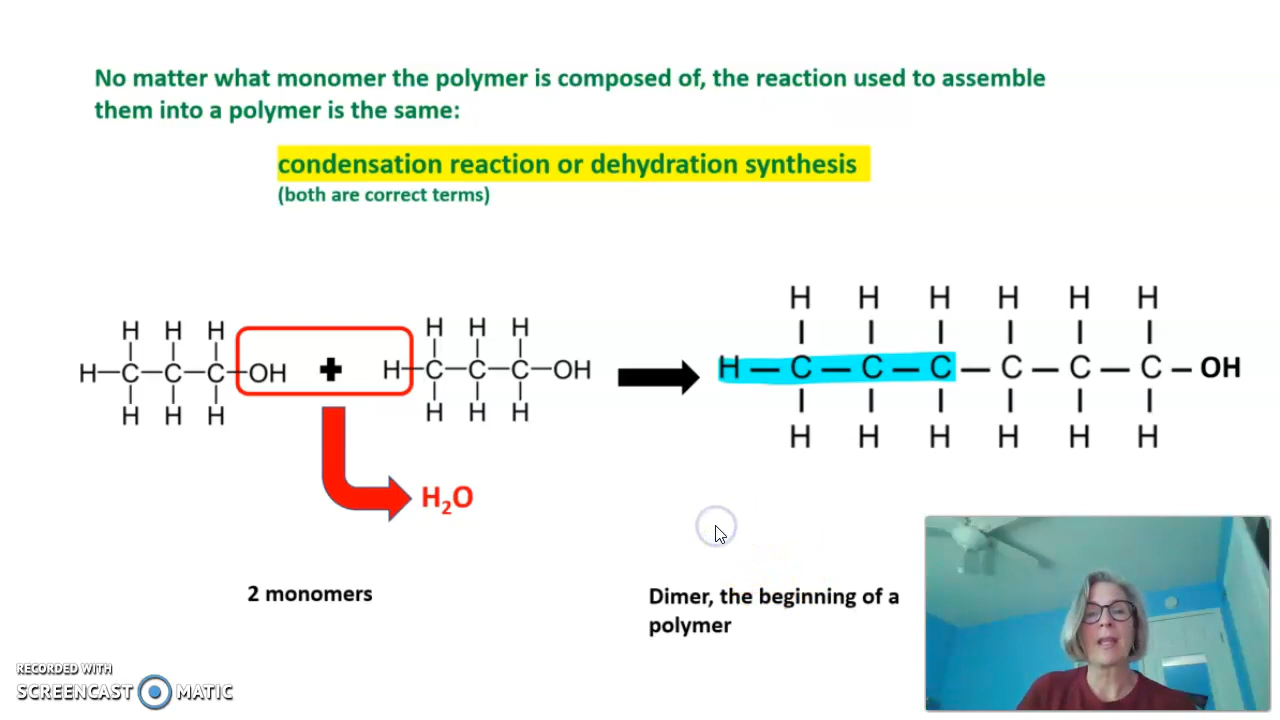 No matter what monomer the polymer is composed of, the reaction used to assemble
them into a polymer is the same:
condensation reaction or dehydration synthesis
(both are correct terms)
H H H
H—C—C—C—OH
H H H
+
H H H
H—C—C—C—OH
H H H
H H H H H H
H — C — C — C — C — C — C — OH
H H H H H H
H₂O
2 monomers
Dimer, the beginning of a
polymer
RECORDED WITH
SCREENCAST MATIC